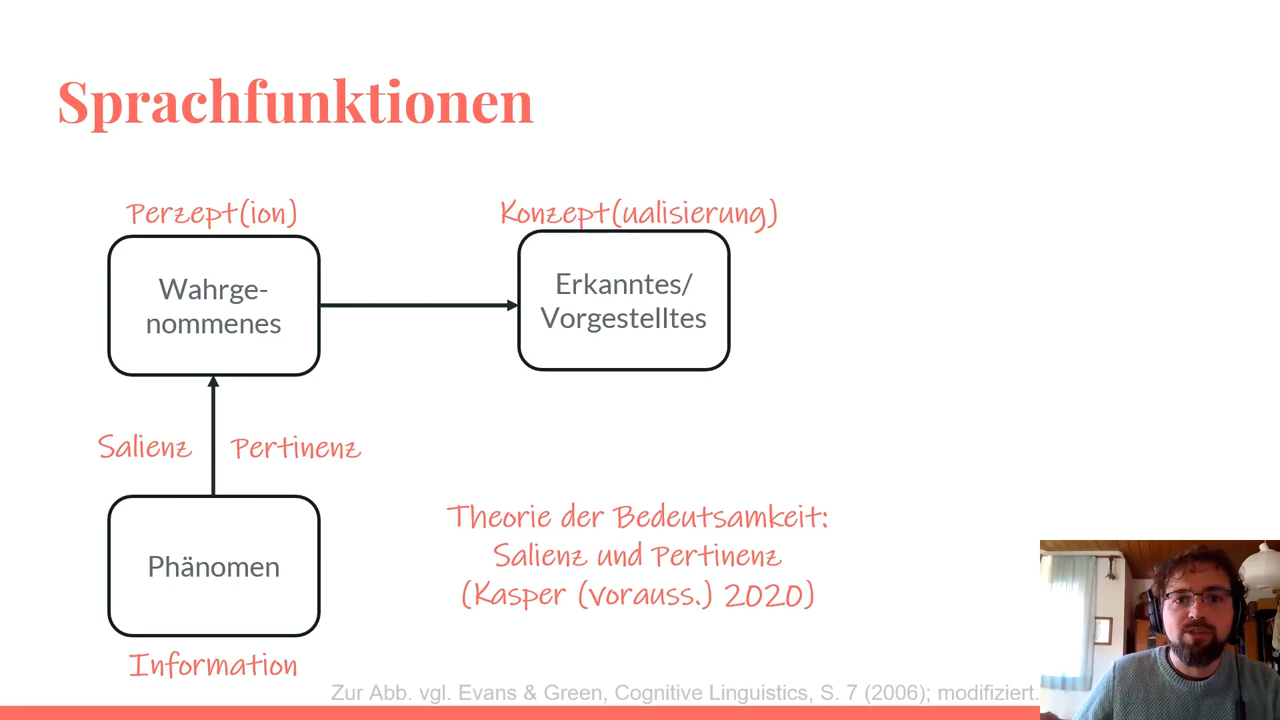 Sprachfunktionen
Perzept(ion)
Konzept(ualisierung)
Wahrge-
nommenes
Erkanntes/
Vorgestelltes
Salienz
Pertinenz
Phänomen
Theorie der Bedeutsamkeit:
Salienz und Pertinenz
(Kasper (vorauss.) 2020)
Information
Zur Abb. vgl. Evans & Green, Cognitive Linguistics, S. 7 (2006); modifiziert.